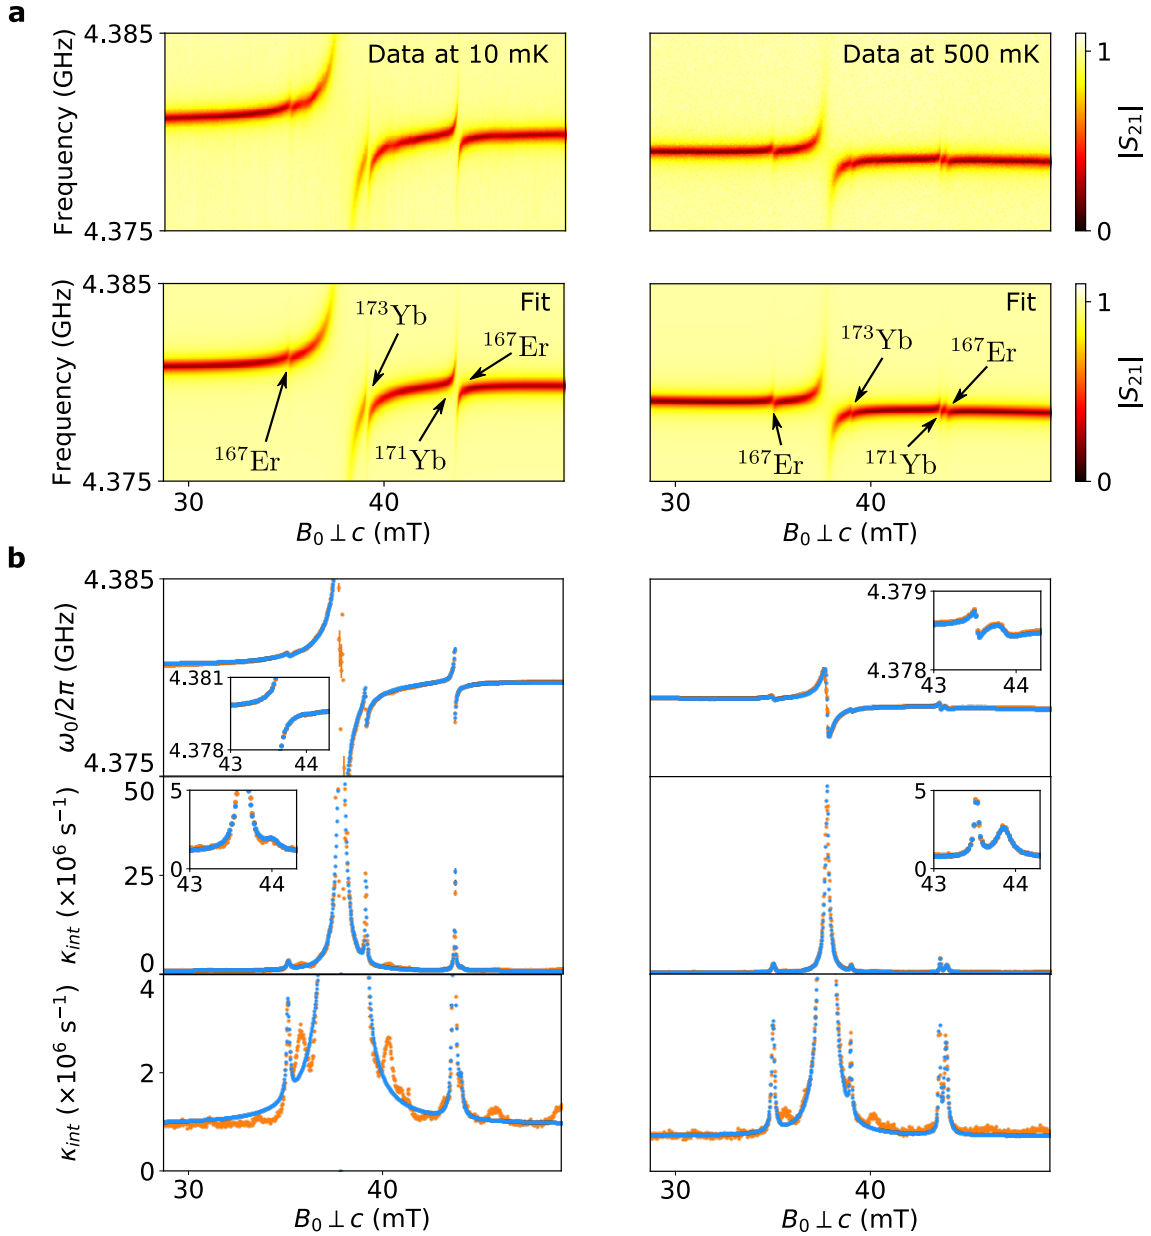 a
4.385
Data at 10 mK
Data at 500 mK
Frequency (GHz)
4.375
1
0
|S21|
4.385
Fit
Fit
173Yb
167Er
167Er
171Yb
173Yb
167Er
167Er
171Yb
Frequency (GHz)
4.375
1
0
|S21|
30
40
30
40
B0 ⊥ c (mT)
B0 ⊥ c (mT)
b
4.385
ω0/2π (GHz)
4.375
4.381
4.378
43
44
4.379
4.378
43
44
50
25
0
κint (×10⁶ s⁻¹)
5
0
43
44
5
0
43
44
4
2
0
κint (×10⁶ s⁻¹)
30
40
30
40
B0 ⊥ c (mT)
B0 ⊥ c (mT)